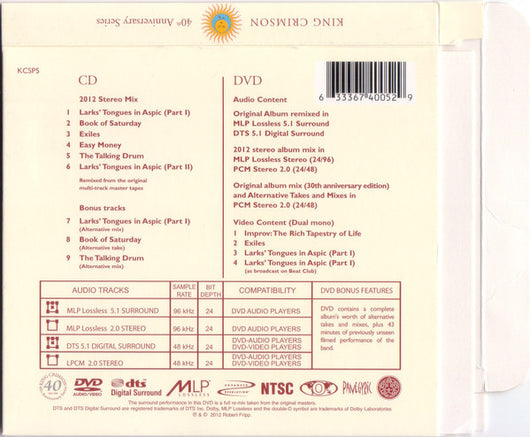 KING CRIMSON
40th Anniversary Series
KCSP5
CD
2012 Stereo Mix
1 Larks' Tongues in Aspic (Part I)
2 Book of Saturday
3 Exiles
4 Easy Money
5 The Talking Drum
6 Larks' Tongues in Aspic (Part II)
Remixed from the original
multi-track master tapes
Bonus tracks
7 Larks' Tongues in Aspic (Part I)
(Alternative mix)
8 Book of Saturday
(Alternative take)
9 The Talking Drum
(Alternative mix)
DVD
6 33367 40052 9
Audio Content
Original Album remixed in
MLP Lossless 5.1 Surround
DTS 5.1 Digital Surround
2012 stereo album mix in
MLP Lossless Stereo (24/96)
PCM Stereo 2.0 (24/48)
Original album mix (30th anniversary edition)
and Alternative Takes and Mixes in
PCM Stereo 2.0 (24/48)
Video Content (Dual mono)
1 Improv: The Rich Tapestry of Life
2 Exiles
3 Larks' Tongues in Aspic (Part I)
4 Larks' Tongues in Aspic (Part I)
(as broadcast on Beat Club)
AUDIO TRACKS SAMPLE RATE BIT DEPTH COMPATIBILITY DVD BONUS FEATURES
MLP Lossless 5.1 SURROUND 96 kHz 24 DVD AUDIO PLAYERS
MLP Lossless 2.0 STEREO 96 kHz 24 DVD AUDIO PLAYERS
DTS 5.1 DIGITAL SURROUND 48 kHz 24 DVD-AUDIO PLAYERS
DVD-VIDEO PLAYERS
LPCM 2.0 STEREO 48 kHz 24 DVD-AUDIO PLAYERS
DVD-VIDEO PLAYERS
DVD contains a complete
album's worth of alternative
takes and mixes, plus 43
minutes of previously unseen
filmed performance of the
band.
KING CRIMSON
40
DVD
AUDIO/VIDEO
dts
Digital Surround
MLP
LOSSLESS
ADVANCED RESOLUTION
NTSC
PANEGYRIC
The surround performance in this DVD is a full re-mix taken from the original masters.
DTS and DTS Digital Surround are registered trademarks of DTS Inc. Dolby, MLP Lossless and the double-D symbol are trademarks of Dolby Laboratories.
℗ & © 2012 Robert Fripp.